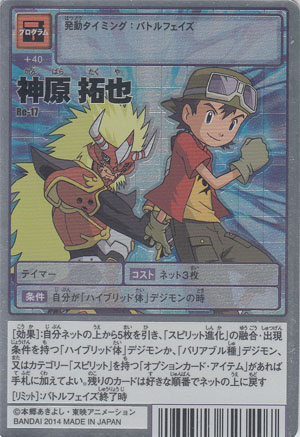 プログラム
発動タイミング：バトルフェイズ
+40
かんばら たくや
神原 拓也
Re-17
テイマー
コスト ネット3枚
条件 自分が「ハイブリッド体」デジモンの時
[効果]:自分ネットの上から5枚を引き、「スピリット進化」の融合・出現
条件を持つ「ハイブリッド体」デジモンか、「バリアブル種」デジモン、
又はカテゴリー「スピリット」を持つ「オプションカード・アイテム」があれば
手札に加えてよい。残りのカードは好きな順番でネットの上に戻す
[リミット]:バトルフェイズ終了時
©本郷あきよし・東映アニメーション
BANDAI 2014 MADE IN JAPAN